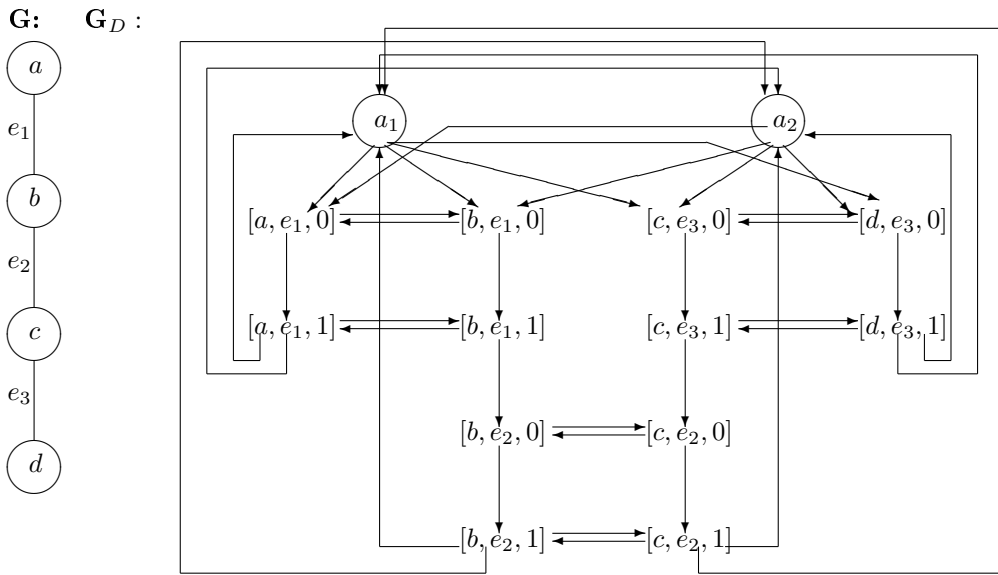 G: G_D :
a
e_1
b
e_2
c
e_3
d
a_1 a_2
[a, e_1, 0] [b, e_1, 0] [c, e_3, 0] [d, e_3, 0]
[a, e_1, 1] [b, e_1, 1] [c, e_3, 1] [d, e_3, 1]
[b, e_2, 0] [c, e_2, 0]
[b, e_2, 1] [c, e_2, 1]